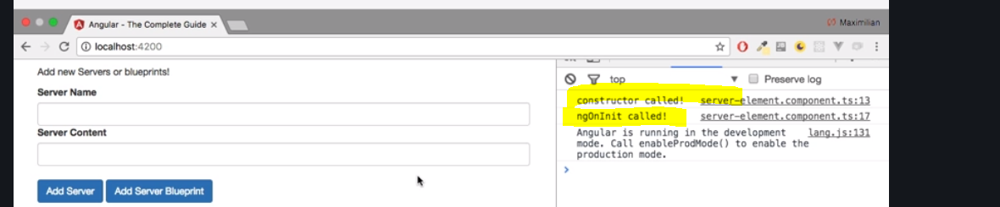 Angular - The Complete Guide
Maximilian
localhost:4200
Add new Servers or blueprints!
Server Name
Server Content
Add Server Add Server Blueprint
top Preserve log
constructor called! server-element.component.ts:13
ngOnInit called! server-element.component.ts:17
Angular is running in the development lang.js:131
mode. Call enableProdMode() to enable the
production mode.